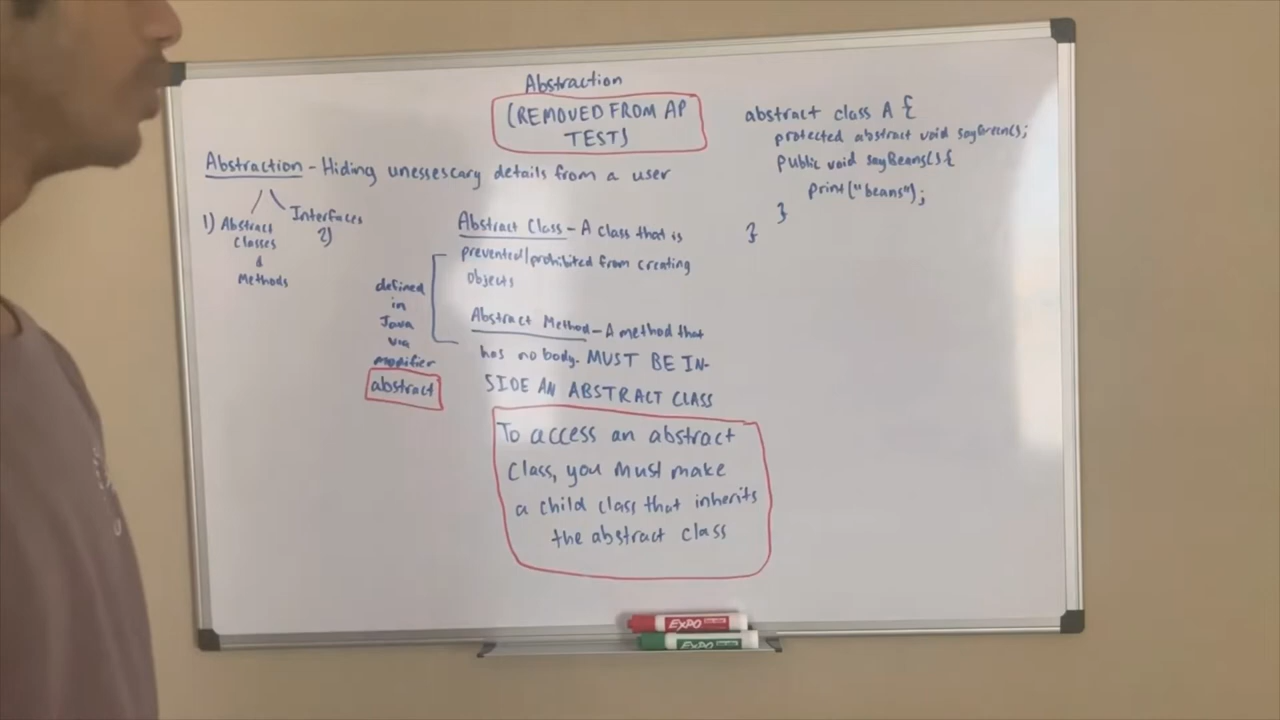 Abstraction
(REMOVED FROM AP
TEST)
Abstraction - Hiding unessescary details from a user
1) Abstract
Classes
&
Methods
Interfaces
2)
Abstract Class - A class that is
prevented/prohibited from creating
Objects
Abstract Method - A method that
has no body. MUST BE IN-
SIDE AN ABSTRACT CLASS
defined
in
Java
via
modifier
abstract
To access an abstract
class, you must make
a child class that inherits
the abstract class
abstract class A {
protected abstract void sayGreen();
public void sayBeans() {
print("beans");
}
}
EXPO
EXPO